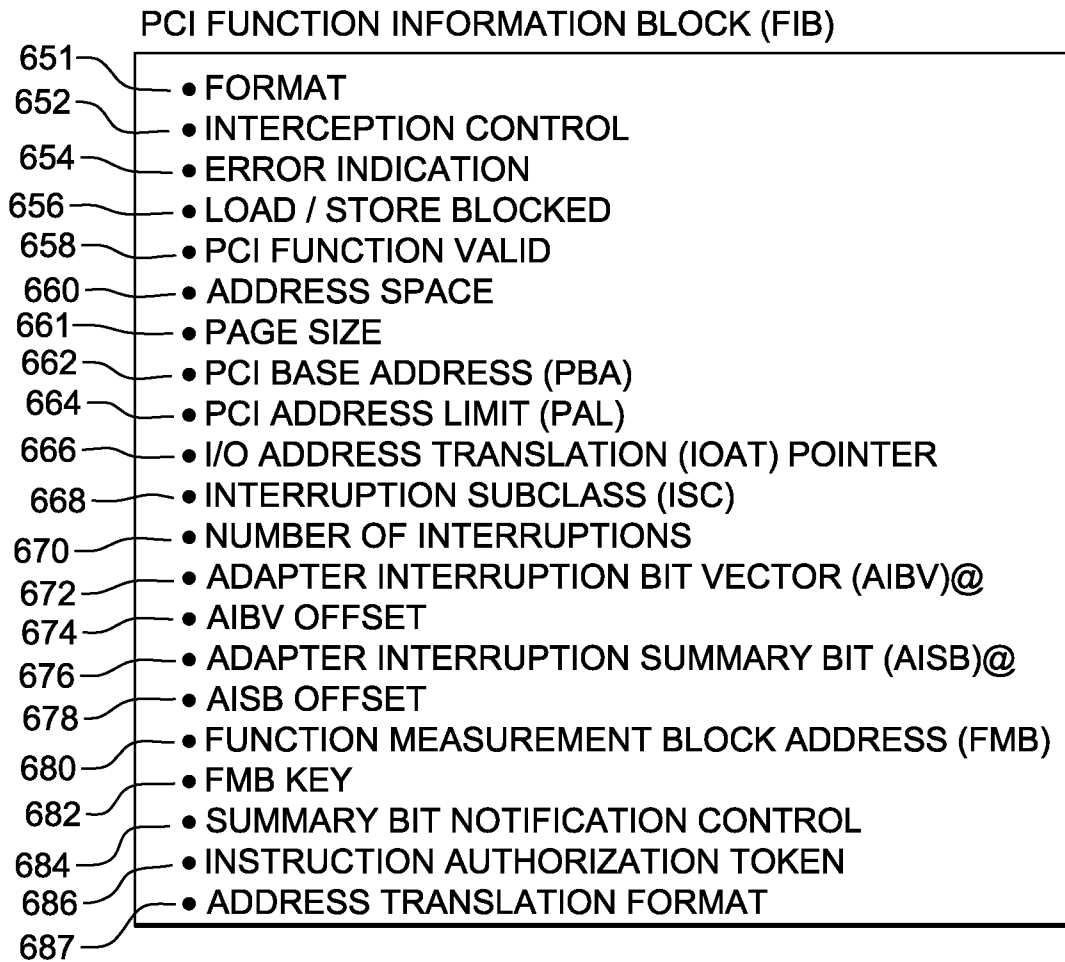 PCI FUNCTION INFORMATION BLOCK (FIB)
651 • FORMAT
652 • INTERCEPTION CONTROL
654 • ERROR INDICATION
656 • LOAD / STORE BLOCKED
658 • PCI FUNCTION VALID
660 • ADDRESS SPACE
661 • PAGE SIZE
662 • PCI BASE ADDRESS (PBA)
664 • PCI ADDRESS LIMIT (PAL)
666 • I/O ADDRESS TRANSLATION (IOAT) POINTER
668 • INTERRUPTION SUBCLASS (ISC)
670 • NUMBER OF INTERRUPTIONS
672 • ADAPTER INTERRUPTION BIT VECTOR (AIBV)@
674 • AIBV OFFSET
676 • ADAPTER INTERRUPTION SUMMARY BIT (AISB)@
678 • AISB OFFSET
680 • FUNCTION MEASUREMENT BLOCK ADDRESS (FMB)
682 • FMB KEY
684 • SUMMARY BIT NOTIFICATION CONTROL
686 • INSTRUCTION AUTHORIZATION TOKEN
687 • ADDRESS TRANSLATION FORMAT